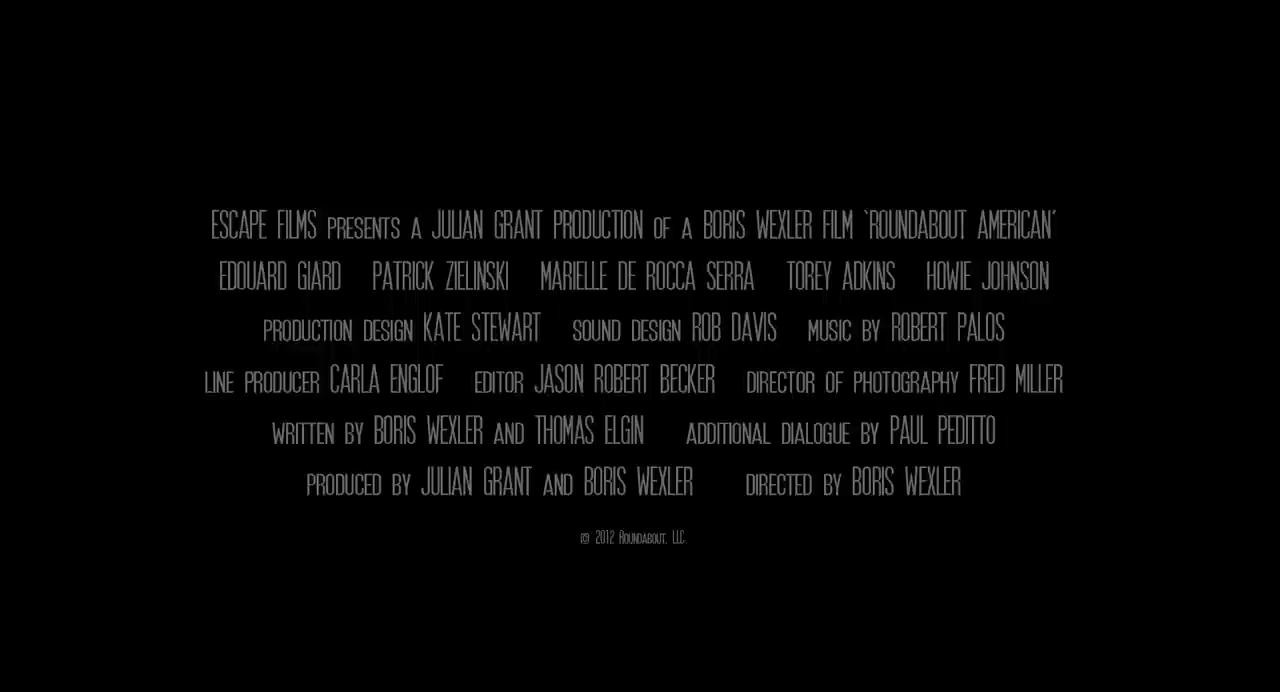 ESCAPE FILMS PRESENTS A JULIAN GRANT PRODUCTION OF A BORIS WEXLER FILM 'ROUNDABOUT AMERICAN'
EDOUARD GIARD PATRICK ZIELINSKI MARIELLE DE ROCCA SERRA TOREY ADKINS HOWIE JOHNSON
PRODUCTION DESIGN KATE STEWART SOUND DESIGN ROB DAVIS MUSIC BY ROBERT PALOS
LINE PRODUCER CARLA ENGLOF EDITOR JASON ROBERT BECKER DIRECTOR OF PHOTOGRAPHY FRED MILLER
WRITTEN BY BORIS WEXLER AND THOMAS ELGIN ADDITIONAL DIALOGUE BY PAUL PEDITTO
PRODUCED BY JULIAN GRANT AND BORIS WEXLER DIRECTED BY BORIS WEXLER
© 2012 ROUNDABOUT, LLC.